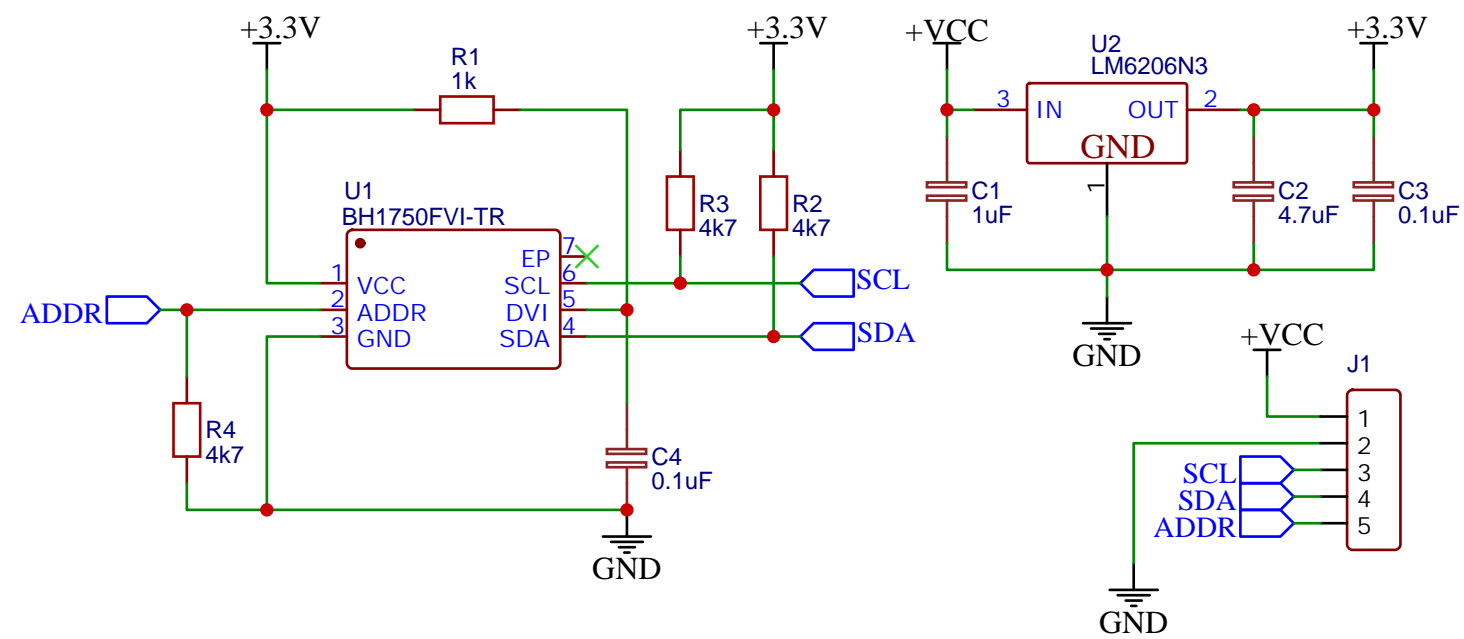 +3.3V
R1
1k
+3.3V
U1
BH1750FVI-TR
R3
4k7
R2
4k7
EP
7
1
VCC
SCL
6
SCL
ADDR
2
ADDR
DVI
5
3
GND
SDA
4
SDA
R4
4k7
C4
0.1uF
GND
+VCC
U2
LM6206N3
+3.3V
3
IN
OUT
2
GND
1
C1
1uF
C2
4.7uF
C3
0.1uF
GND
+VCC
J1
1
2
SCL
3
SDA
4
ADDR
5
GND